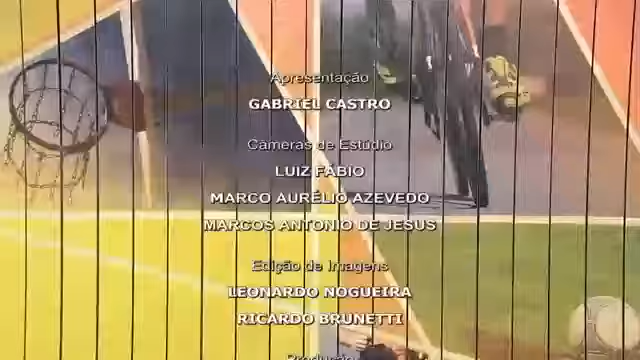 Apresentação
GABRIEL CASTRO
Câmeras de Estúdio
LUIZ FÁBIO
MARCO AURÉLIO AZEVEDO
MARCOS ANTONIO DE JESUS
Edição de Imagens
LEONARDO NOGUEIRA
RICARDO BRUNETTI
Produção